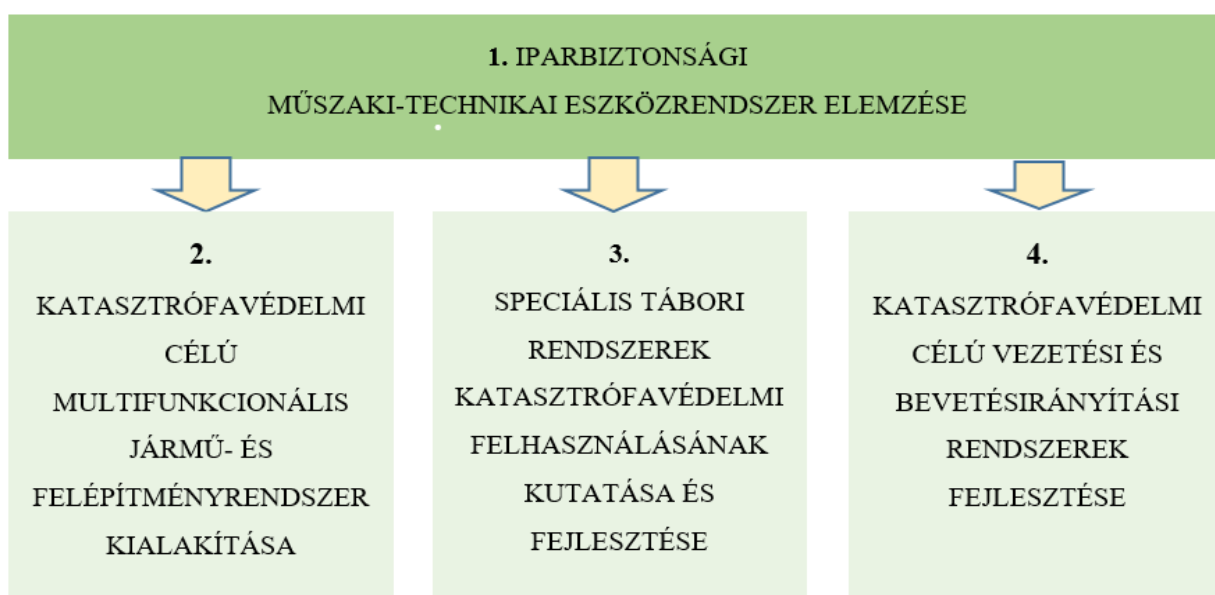 1. IPARBIZTONSÁGI
MŰSZAKI-TECHNIKAI ESZKÖZRENDSZER ELEMZÉSE
2.
KATASZTRÓFAVÉDELMI
CÉLÚ
MULTIFUNKCIONÁLIS
JÁRMŰ- ÉS
FELÉPÍTMÉNYRENDSZER
KIALAKÍTÁSA
3.
SPECIÁLIS TÁBORI
RENDSZEREK
KATASZTRÓFAVÉDELMI
FELHASZNÁLÁSÁNAK
KUTATÁSA ÉS
FEJLESZTÉSE
4.
KATASZTRÓFAVÉDELMI
CÉLÚ VEZETÉSI ÉS
BEVETÉSIRÁNYÍTÁSI
RENDSZEREK
FEJLESZTÉSE